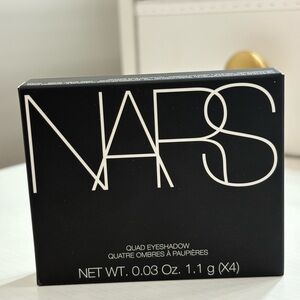 NARS
QUAD EYESHADOW
QUATRE OMBRES À PAUPIÈRES
NET WT. 0.03 Oz. 1.1 g (X4)